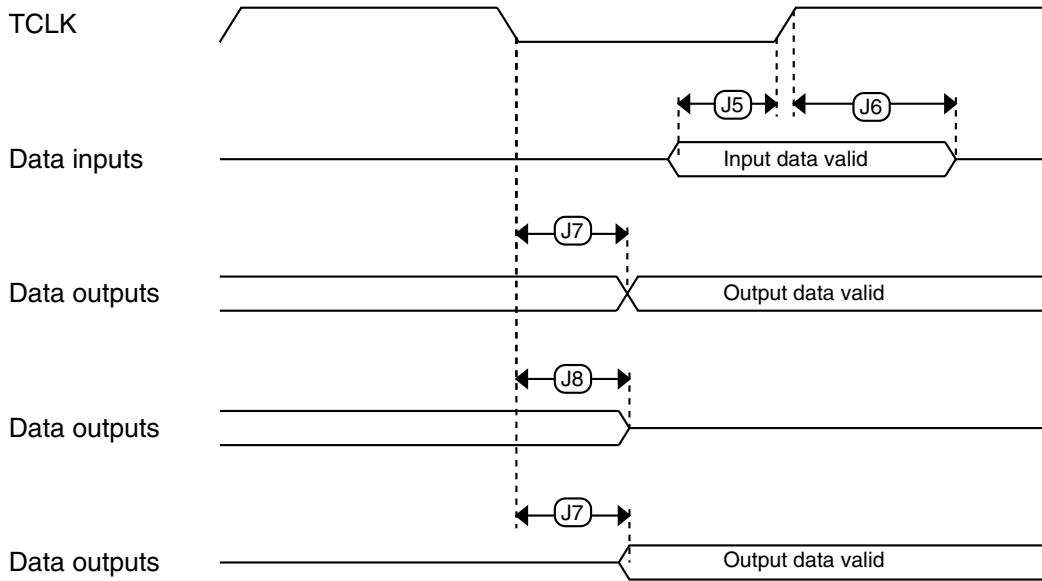 TCLK
J5
J6
Data inputs
Input data valid
J7
Data outputs
Output data valid
J8
Data outputs
J7
Data outputs
Output data valid